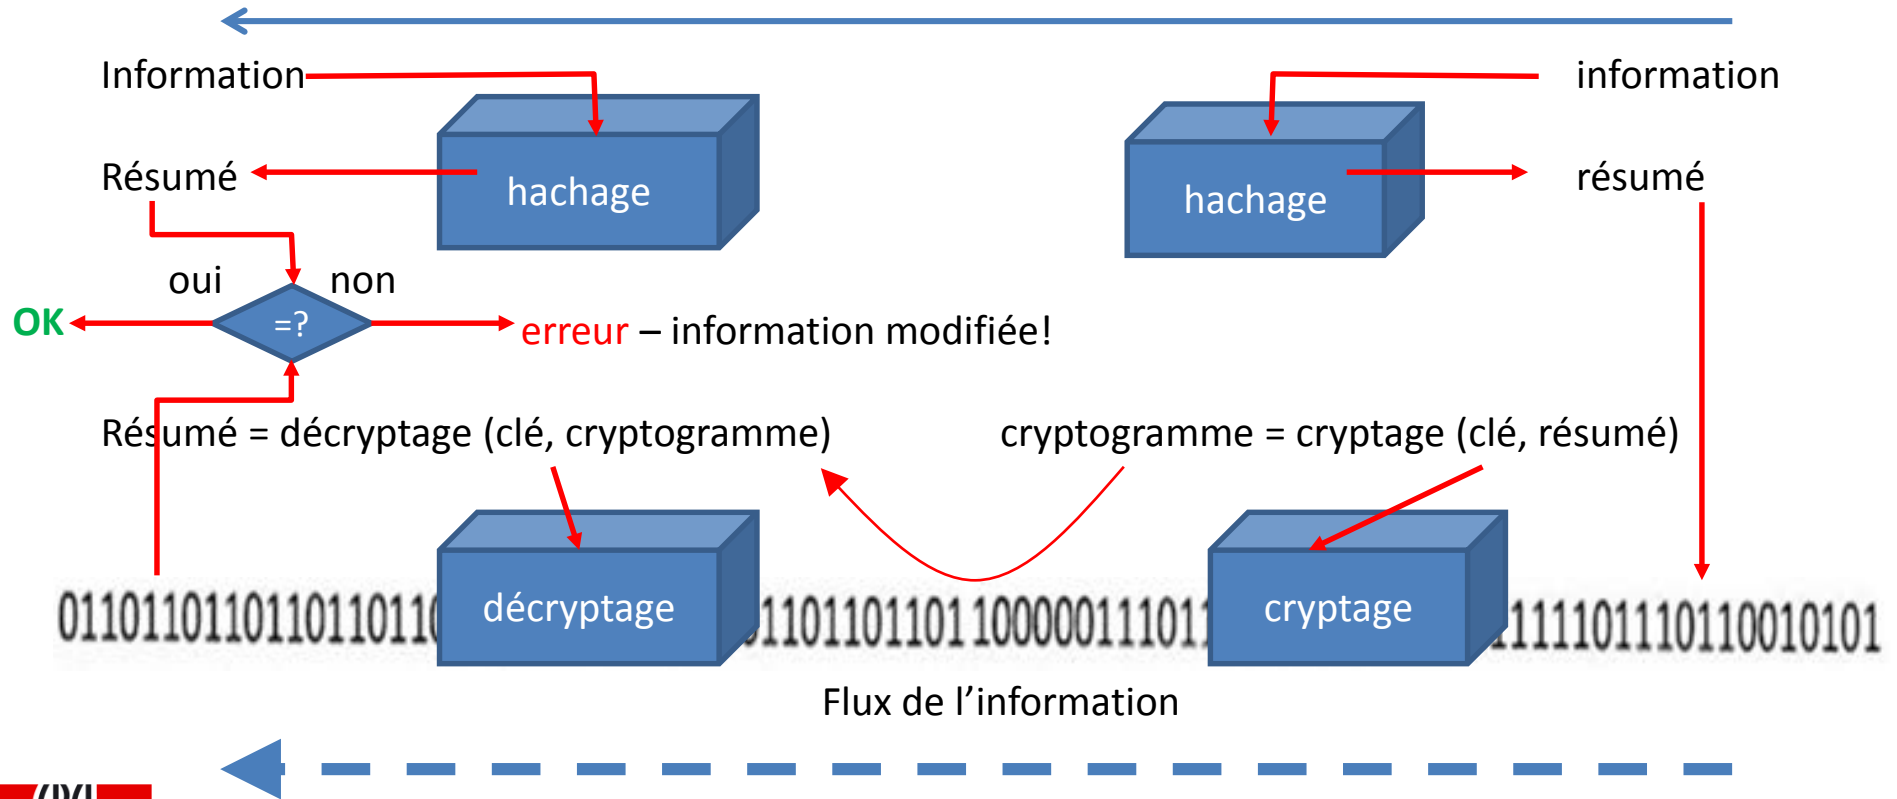 Information
information
Résumé
hachage
hachage
résumé
oui
non
OK
=?
erreur – information modifiée!
Résumé = décryptage (clé, cryptogramme)
cryptogramme = cryptage (clé, résumé)
décryptage
cryptage
Flux de l’information